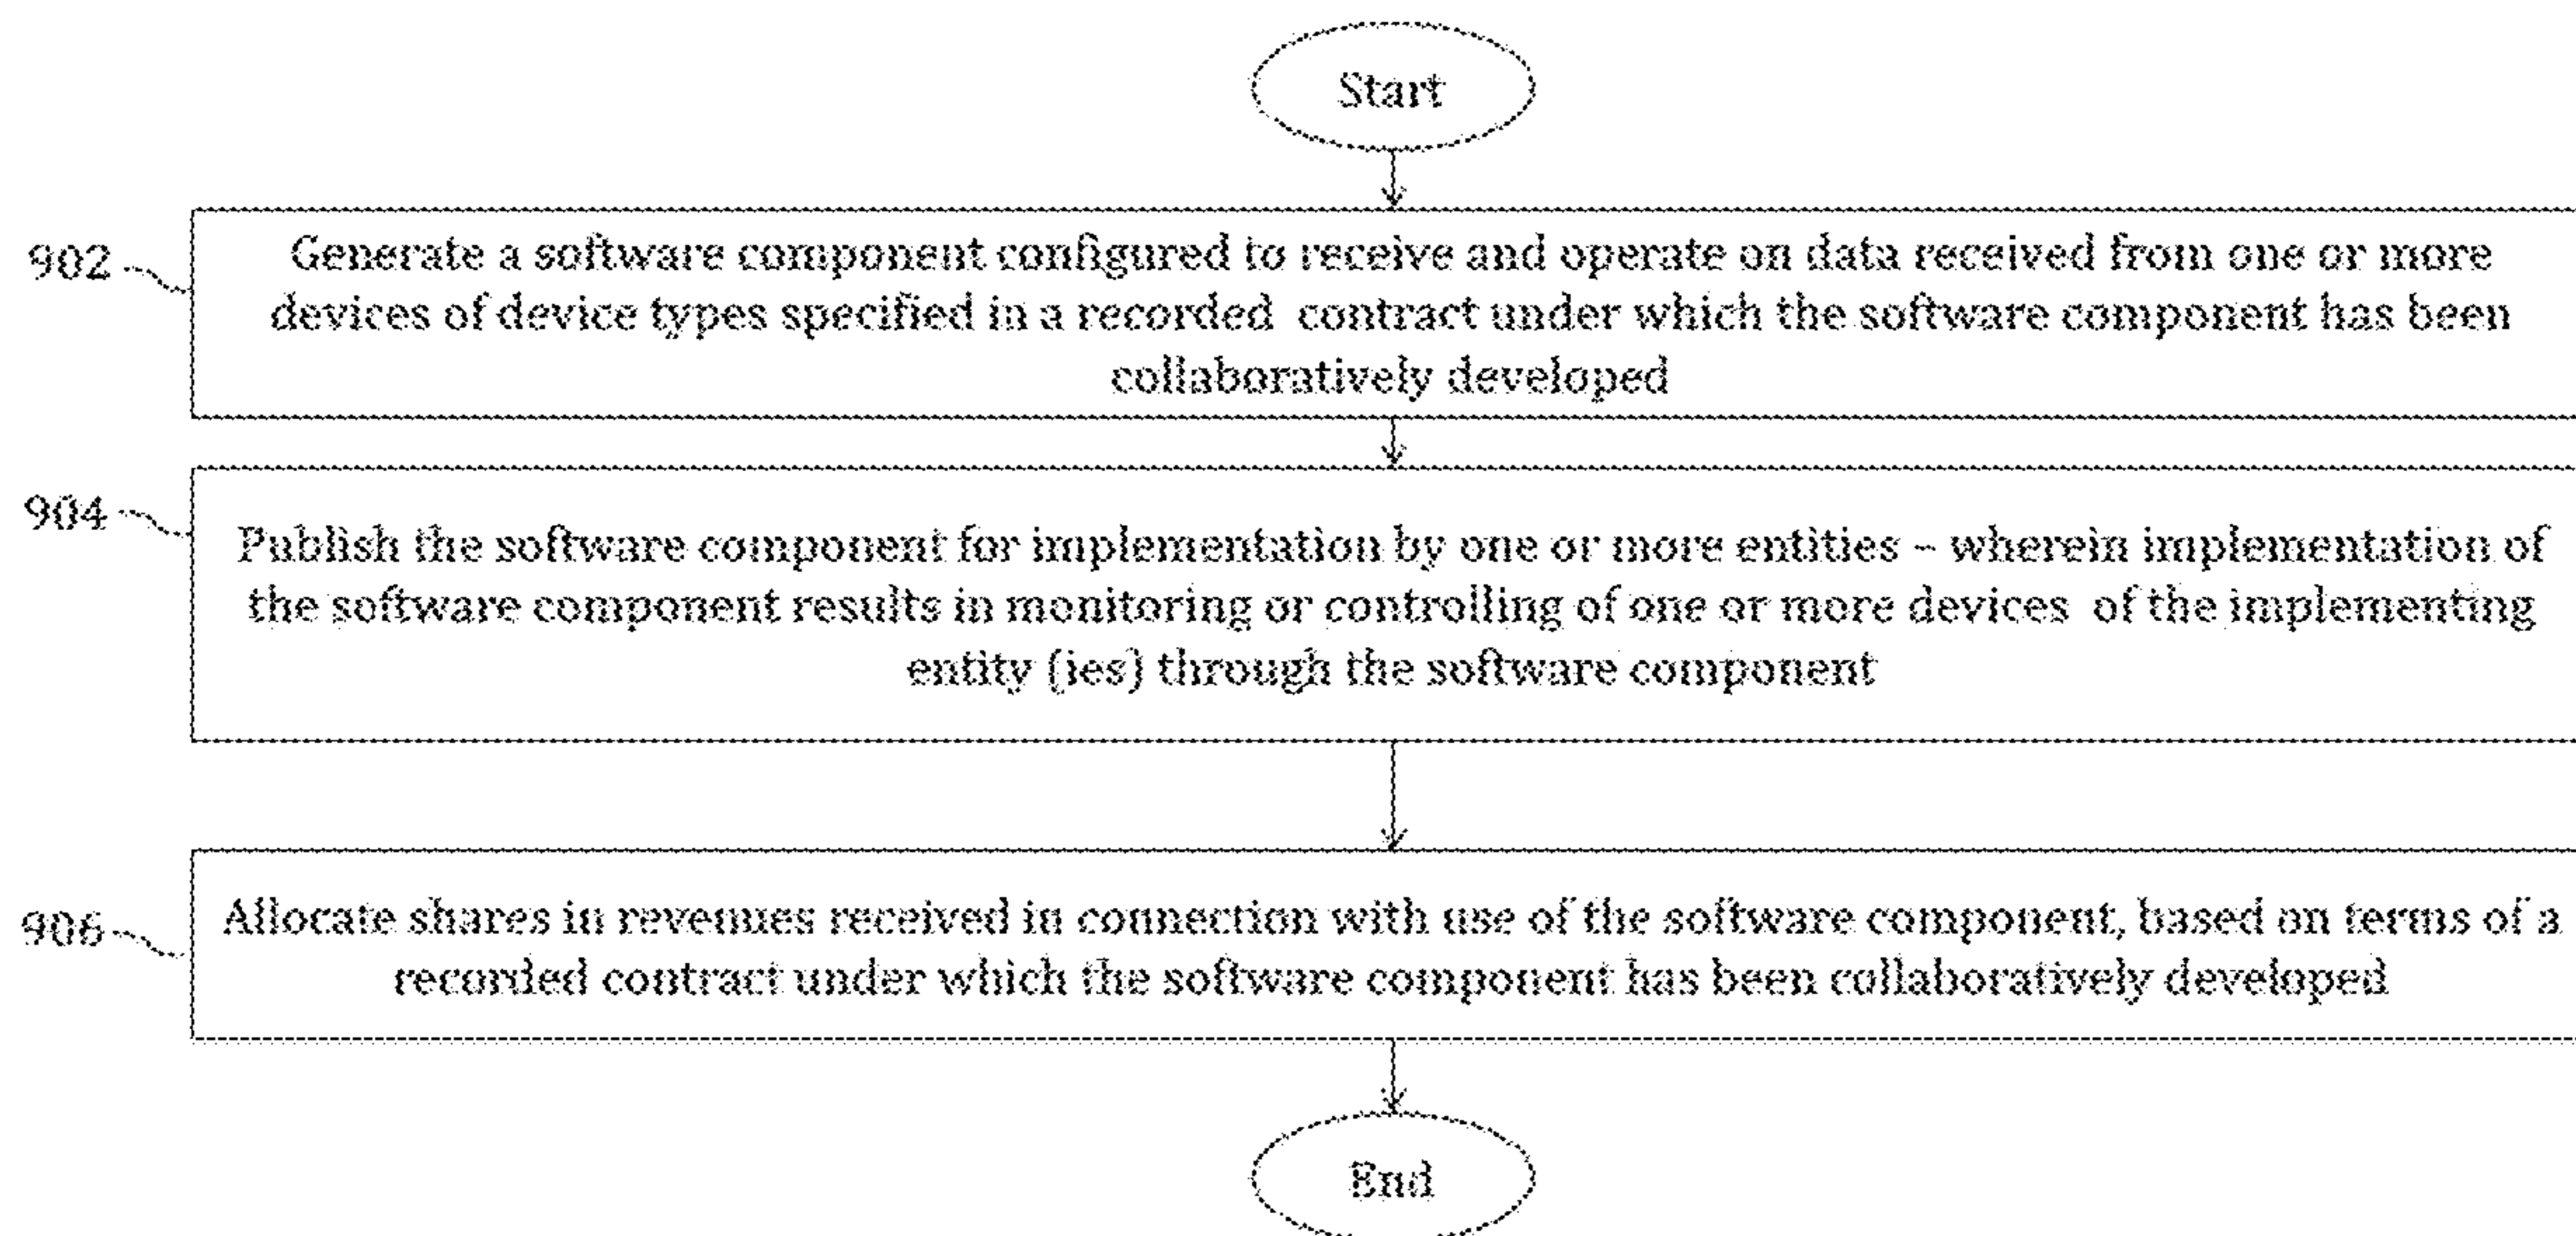 Start
902
Generate a software component configured to receive and operate on data received from one or more
devices of device types specified in a recorded contract under which the software component has been
collaboratively developed
904
Publish the software component for implementation by one or more entities – wherein implementation of
the software component results in monitoring or controlling of one or more devices of the implementing
entity (ies) through the software component
906
Allocate shares in revenues received in connection with use of the software component, based on terms of a
recorded contract under which the software component has been collaboratively developed
End